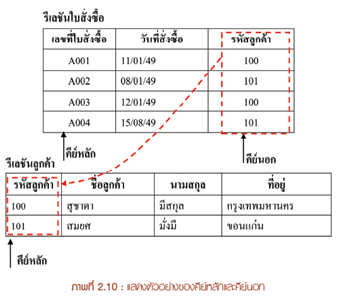 รีเลชันใบสั่งซื้อ
เลขที่ใบสั่งซื้อ วันที่สั่งซื้อ รหัสลูกค้า
A001 11/01/49 100
A002 08/01/49 101
A003 12/01/49 100
A004 15/08/49 101
คีย์หลัก คีย์นอก
รีเลชันลูกค้า
รหัสลูกค้า ชื่อลูกค้า นามสกุล ที่อยู่
100 สุชาดา มีสกุล กรุงเทพมหานคร
101 สมยศ มั่งมี ขอนแก่น
คีย์หลัก
ภาพที่ 2.10 : แสดงตัวอย่างของคีย์หลักและคีย์นอก